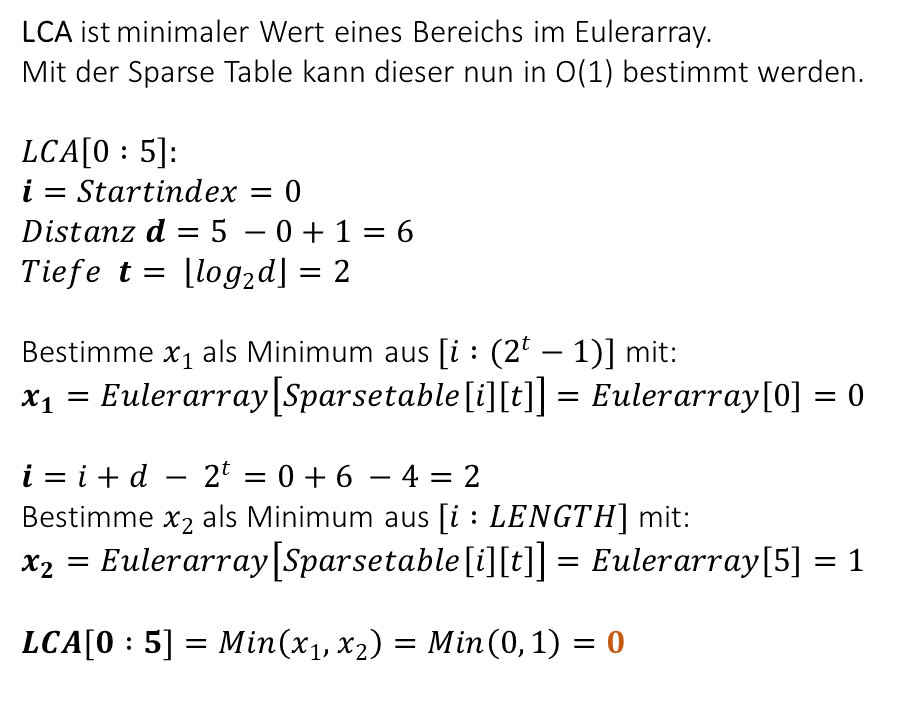 LCA ist minimaler Wert eines Bereichs im Eulerarray.
Mit der Sparse Table kann dieser nun in O(1) bestimmt werden.
LCA[0 : 5]:
i = Startindex = 0
Distanz d = 5 − 0 + 1 = 6
Tiefe t = ⌊log₂d⌋ = 2
Bestimme x₁ als Minimum aus [i : (2ᵗ − 1)] mit:
x₁ = Eulerarray[Sparsetable[i][t]] = Eulerarray[0] = 0
i = i + d − 2ᵗ = 0 + 6 − 4 = 2
Bestimme x₂ als Minimum aus [i : LENGTH] mit:
x₂ = Eulerarray[Sparsetable[i][t]] = Eulerarray[5] = 1
LCA[0 : 5] = Min(x₁, x₂) = Min(0, 1) = 0